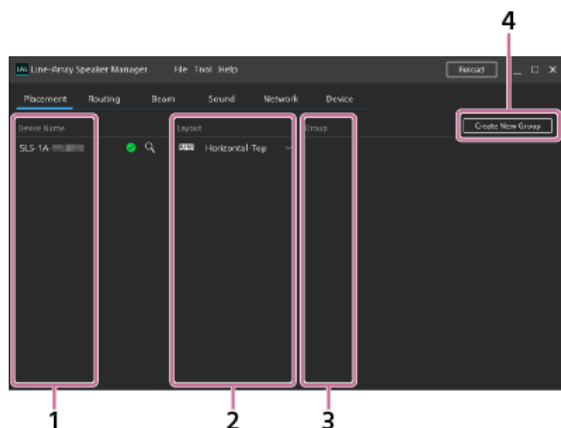 4
LAS Line-Array Speaker Manager File Tool Help Reload
Placement Routing Beam Sound Network Device
Device Name Layout Group Create New Group
SLS-1A- Horizontal-Top
1 2 3